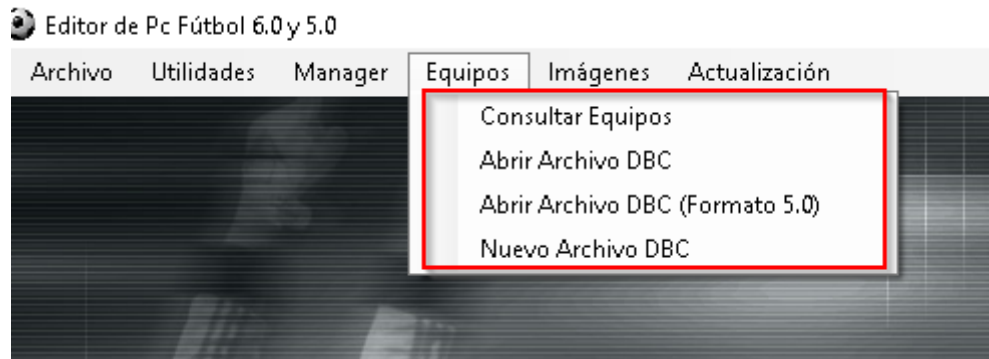 Editor de Pc Fútbol 6.0 y 5.0
Archivo Utilidades Manager Equipos Imágenes Actualización
Consultar Equipos
Abrir Archivo DBC
Abrir Archivo DBC (Formato 5.0)
Nuevo Archivo DBC